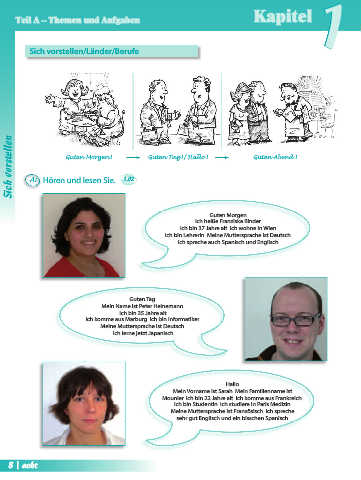 Teil A – Themen und Aufgaben
Kapitel 1
Sich vorstellen/Länder/Berufe
Guten Morgen!
Guten Tag!/ Hallo!
Guten Abend!
Sich vorstellen
A1 Hören und lesen Sie. 1.02
Guten Morgen
Ich heiße Franziska Binder
Ich bin 37 Jahre alt Ich wohne in Wien
Ich bin Lehrerin Meine Muttersprache ist Deutsch
Ich spreche auch Spanisch und Englisch
Guten Tag
Mein Name ist Peter Heinemann
Ich bin 35 Jahre alt
Ich komme aus Marburg Ich bin Informatiker
Meine Muttersprache ist Deutsch
Ich lerne jetzt Japanisch
Hallo
Mein Vorname ist Sarah Mein Familienname ist
Mounier Ich bin 22 Jahre alt Ich komme aus Frankreich
Ich bin Studentin Ich studiere in Paris Medizin
Meine Muttersprache ist Französisch Ich spreche
sehr gut Englisch und ein bisschen Spanisch
8 | acht